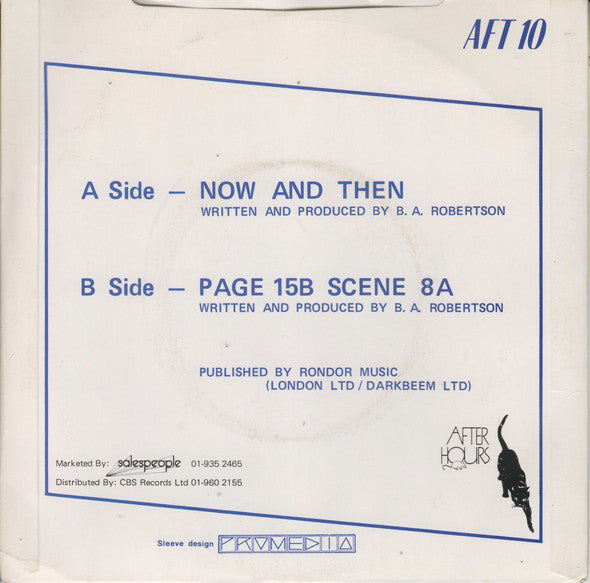 AFT 10
A Side – NOW AND THEN
WRITTEN AND PRODUCED BY B. A. ROBERTSON
B Side – PAGE 15B SCENE 8A
WRITTEN AND PRODUCED BY B. A. ROBERTSON
PUBLISHED BY RONDOR MUSIC
(LONDON LTD / DARKBEEM LTD)
AFTER
HOURS
Marketed By: salespeople 01-935 2465
Distributed By: CBS Records Ltd 01-960 2155
Sleeve design PROMEDIA